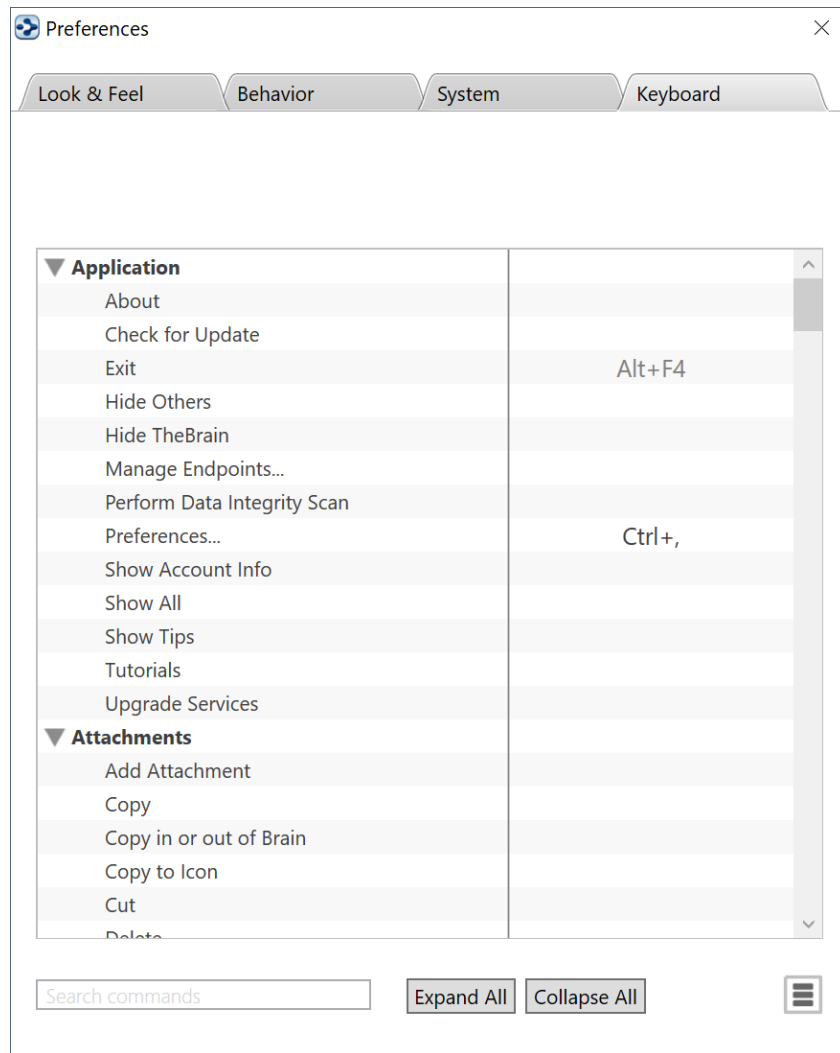 Preferences
Look & Feel
Behavior
System
Keyboard
Application
About
Check for Update
Exit Alt+F4
Hide Others
Hide TheBrain
Manage Endpoints...
Perform Data Integrity Scan
Preferences... Ctrl+,
Show Account Info
Show All
Show Tips
Tutorials
Upgrade Services
Attachments
Add Attachment
Copy
Copy in or out of Brain
Copy to Icon
Cut
Delete
Search commands
Expand All
Collapse All